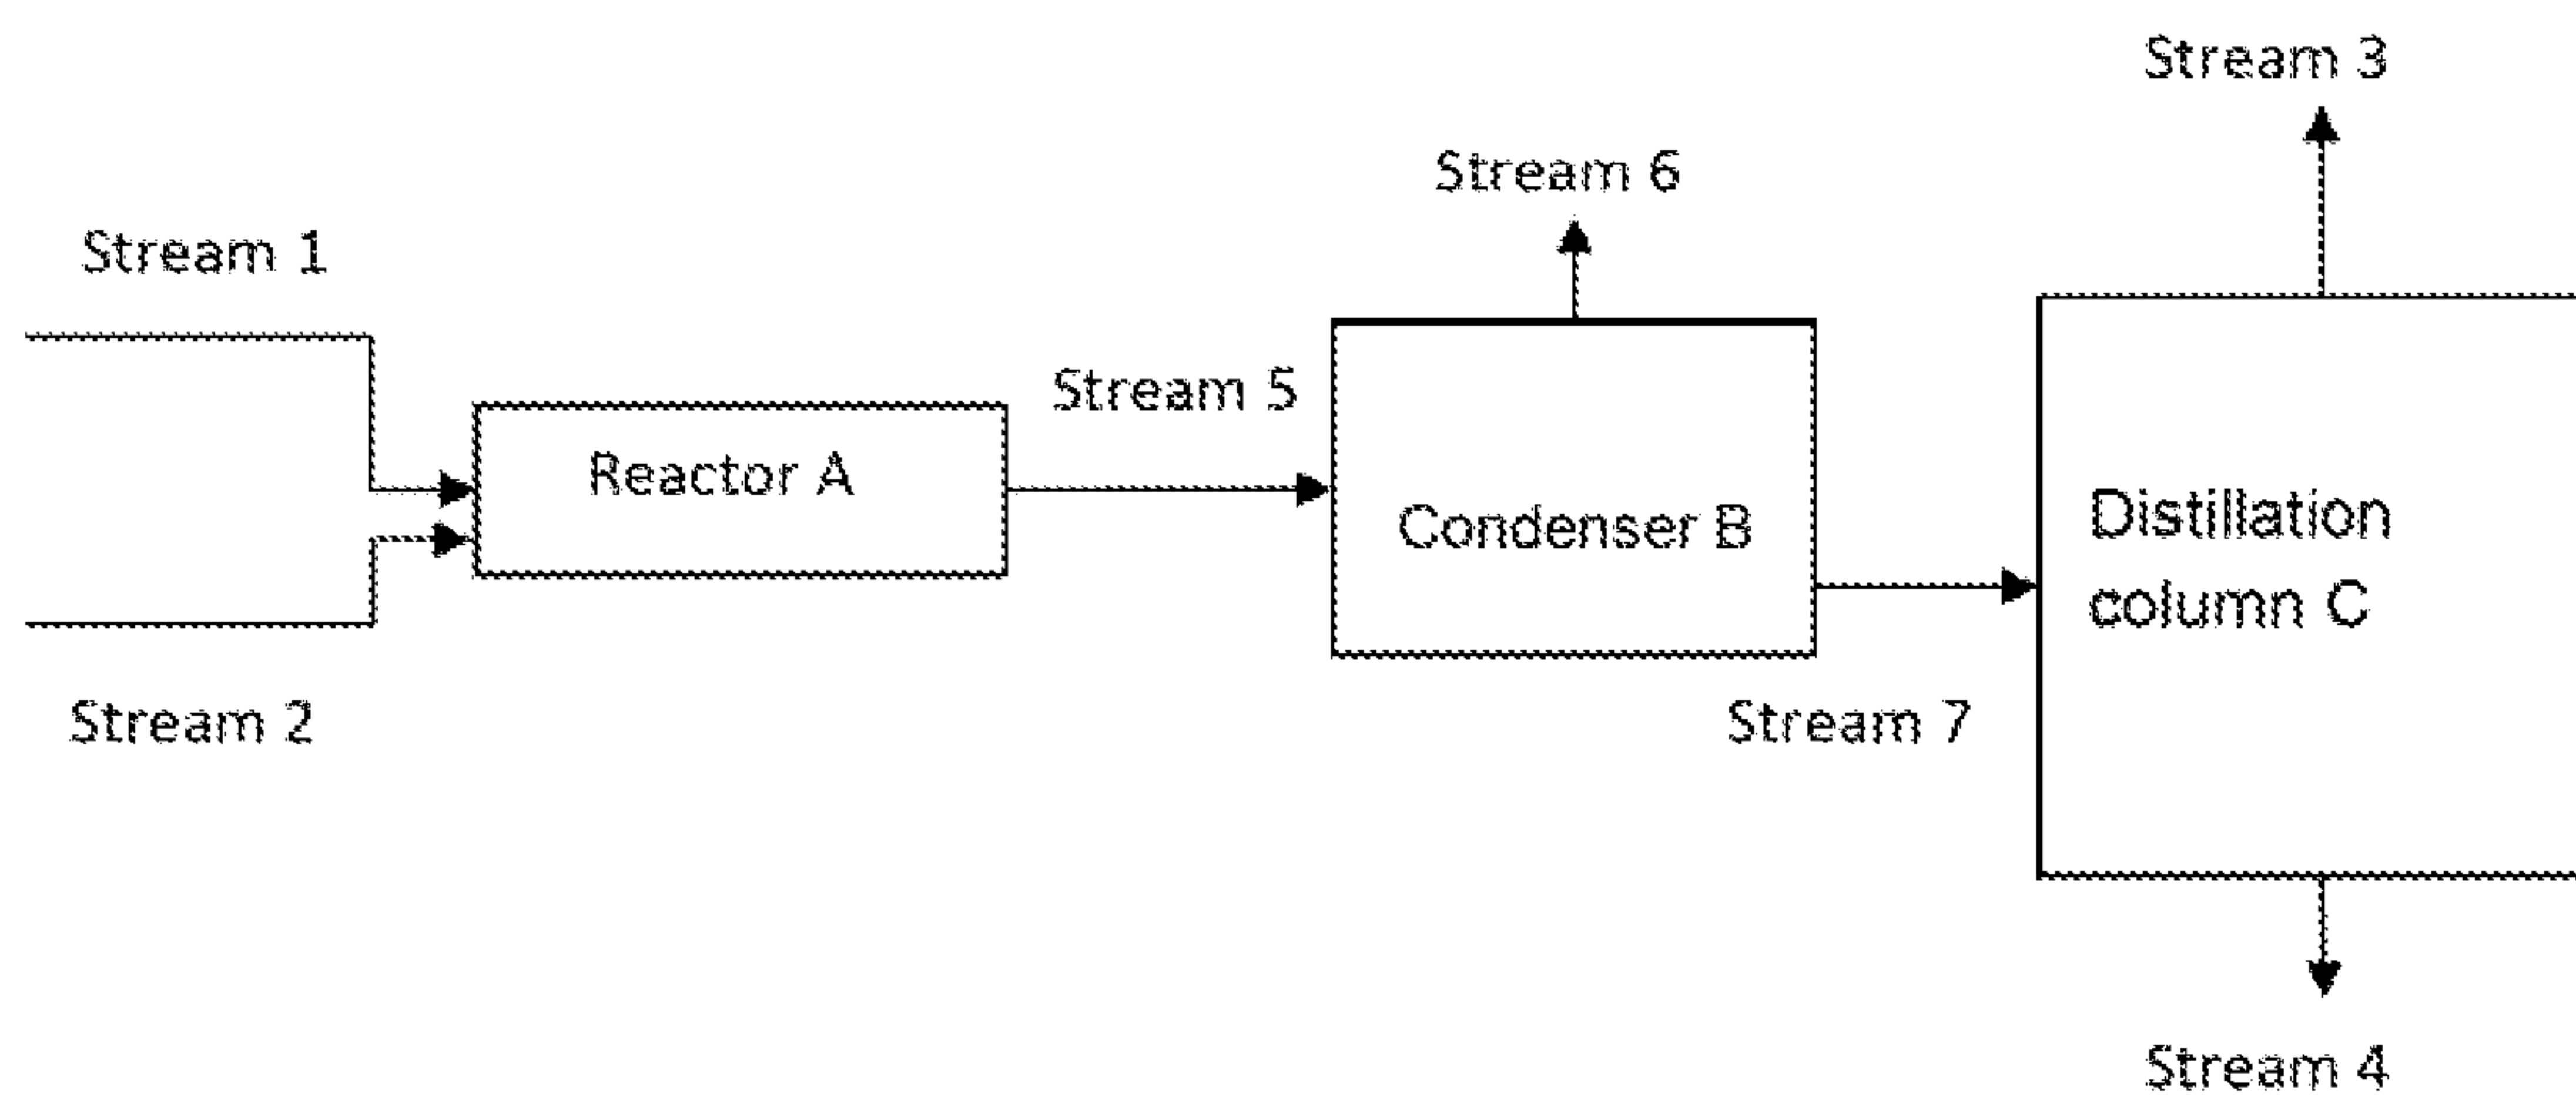 Stream 3
Stream 6
Stream 1
Stream 5
Reactor A
Condenser B
Distillation
column C
Stream 2
Stream 7
Stream 4